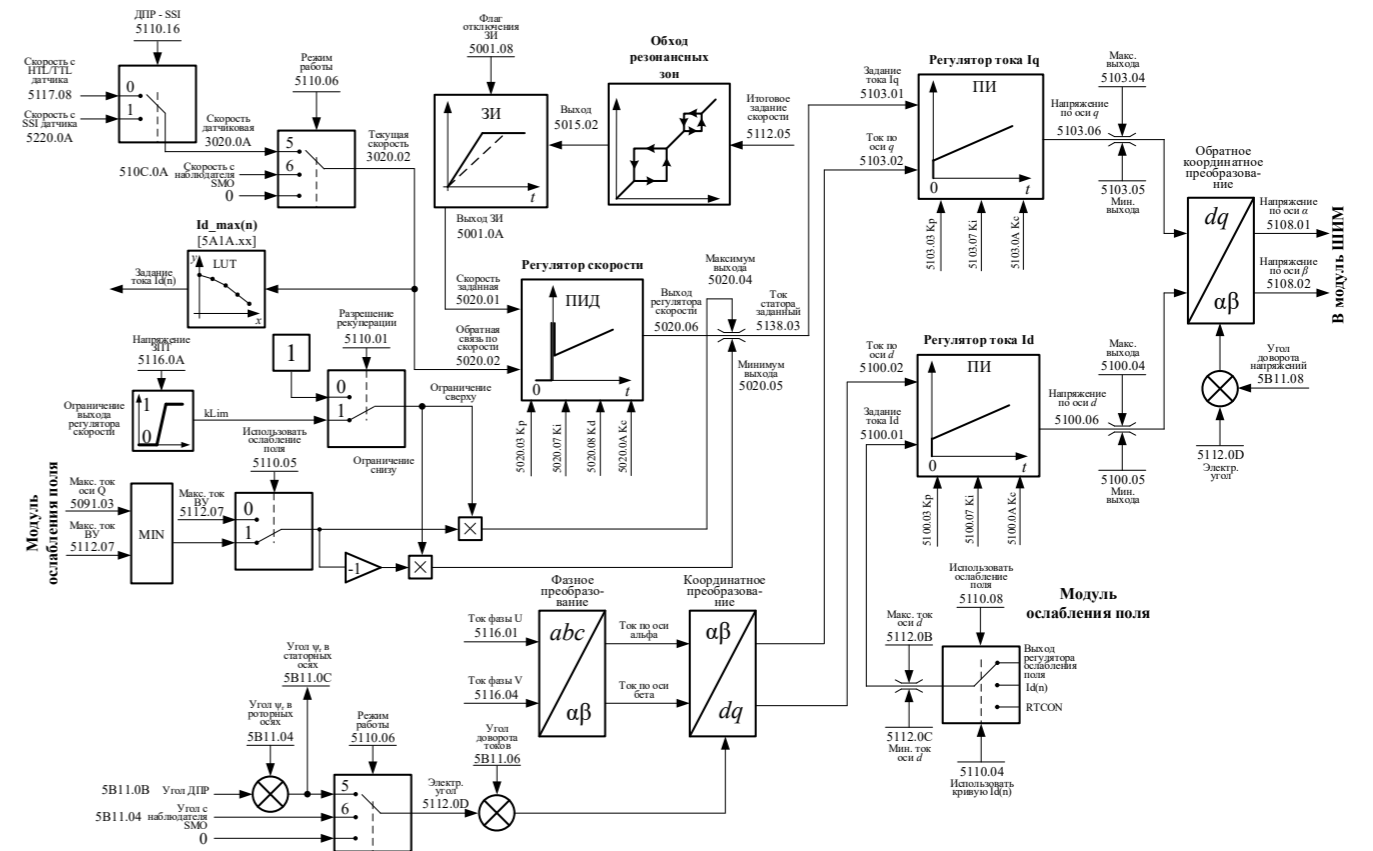 ДПР - SSI
5110.16
Скорость с
HTL/TTL
датчика
5117.08
0
1
Скорость с
SSI датчика
5220.0A
Скорость
датчиковая
3020.0A
Режим
работы
5110.06
5
6
510C.0A
Скорость с
наблюдателя
SMO
0
Текущая
скорость
3020.02
Флаг
отключения
ЗИ
5001.08
ЗИ
t
Выход
5015.02
Обход
резонансных
зон
Итоговое
задание
скорости
5112.05
Выход ЗИ
5001.0A
Id_max(n)
[5A1A.xx]
y
LUT
x
Задание
тока Id(n)
Напряжение
ЗПТ
5116.0A
1
0
Ограничение
выхода
регулятора
скорости
kLim
1
Разрешение
рекуперации
5110.01
0
1
Ограничение
сверху
Ограничение
снизу
Скорость
заданная
5020.01
Обратная
связь по
скорости
5020.02
Регулятор скорости
ПИД
t
5020.03 Kp
5020.07 Ki
5020.08 Kd
5020.0A Kc
Выход
регулятора
скорости
5020.06
Максимум
выхода
5020.04
Ток
статора
заданный
5138.03
Минимум
выхода
5020.05
Модуль
ослабления поля
Макс. ток
оси Q
5091.03
Макс. ток
ВУ
5112.07
MIN
Макс. ток
ВУ
5112.07
Использовать
ослабление
поля
5110.05
0
1
-1
×
×
Задание
тока Iq
5103.01
Ток по
оси q
5103.02
Регулятор тока Iq
ПИ
0
t
5103.03 Kp
5103.07 Ki
5103.0A Kc
Напряжение
по оси q
5103.06
Макс.
выхода
5103.04
5103.05
Мин.
выхода
Обратное
координатное
преобразова-
ние
dq
αβ
Напряжение
по оси α
5108.01
Напряжение
по оси β
5108.02
В модуль ШИМ
Угол
доворота
напряжений
5B11.08
5112.0D
Электр.
угол
Ток по
оси d
5100.02
Задание
тока Id
5100.01
Регулятор тока Id
ПИ
0
t
5100.03 Kp
5100.07 Ki
5100.0A Kc
Напряжение
по оси d
5100.06
Макс.
выхода
5100.04
5100.05
Мин.
выхода
Фазное
преобразо-
вание
abc
αβ
Ток фазы U
5116.01
Ток фазы V
5116.04
Ток по оси
альфа
Ток по оси
бета
Координатное
преобразова-
ние
αβ
dq
Использовать
ослабление
поля
5110.08
Модуль
ослабления поля
Макс. ток
оси d
5112.0B
5112.0C
Мин. ток
оси d
Выход
регулятора
ослабления
поля
Id(n)
RTCON
5110.04
Использовать
кривую Id(n)
Угол ψ, в
статорных
осях
5B11.0C
Угол ψ, в
роторных
осях
5B11.04
5B11.0B Угол ДПР
5B11.04
Угол с
наблюдателя
SMO
0
Режим
работы
5110.06
5
6
Электр.
угол
5112.0D
Угол
доворота
токов
5B11.06